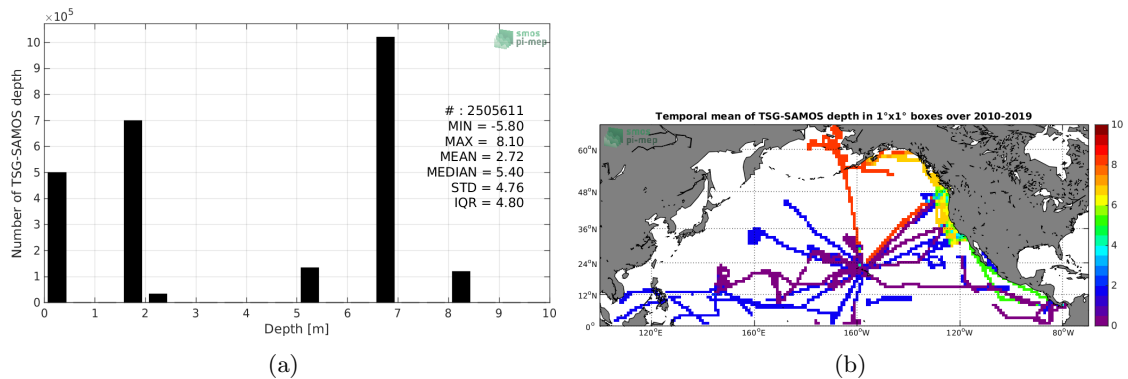 ×10⁵
10
9
8
7
6
5
4
3
2
1
0
Number of TSG-SAMOS depth
smos
pi-mep
# : 2505611
MIN = -5.80
MAX = 8.10
MEAN = 2.72
MEDIAN = 5.40
STD = 4.76
IQR = 4.80
0 1 2 3 4 5 6 7 8 9 10
Depth [m]
(a)
Temporal mean of TSG-SAMOS depth in 1°x1° boxes over 2010-2019
smos
pi-mep
60°N
48°N
36°N
24°N
12°N
0°
120°E 160°E 160°W 120°W 80°W
10
8
6
4
2
0
(b)